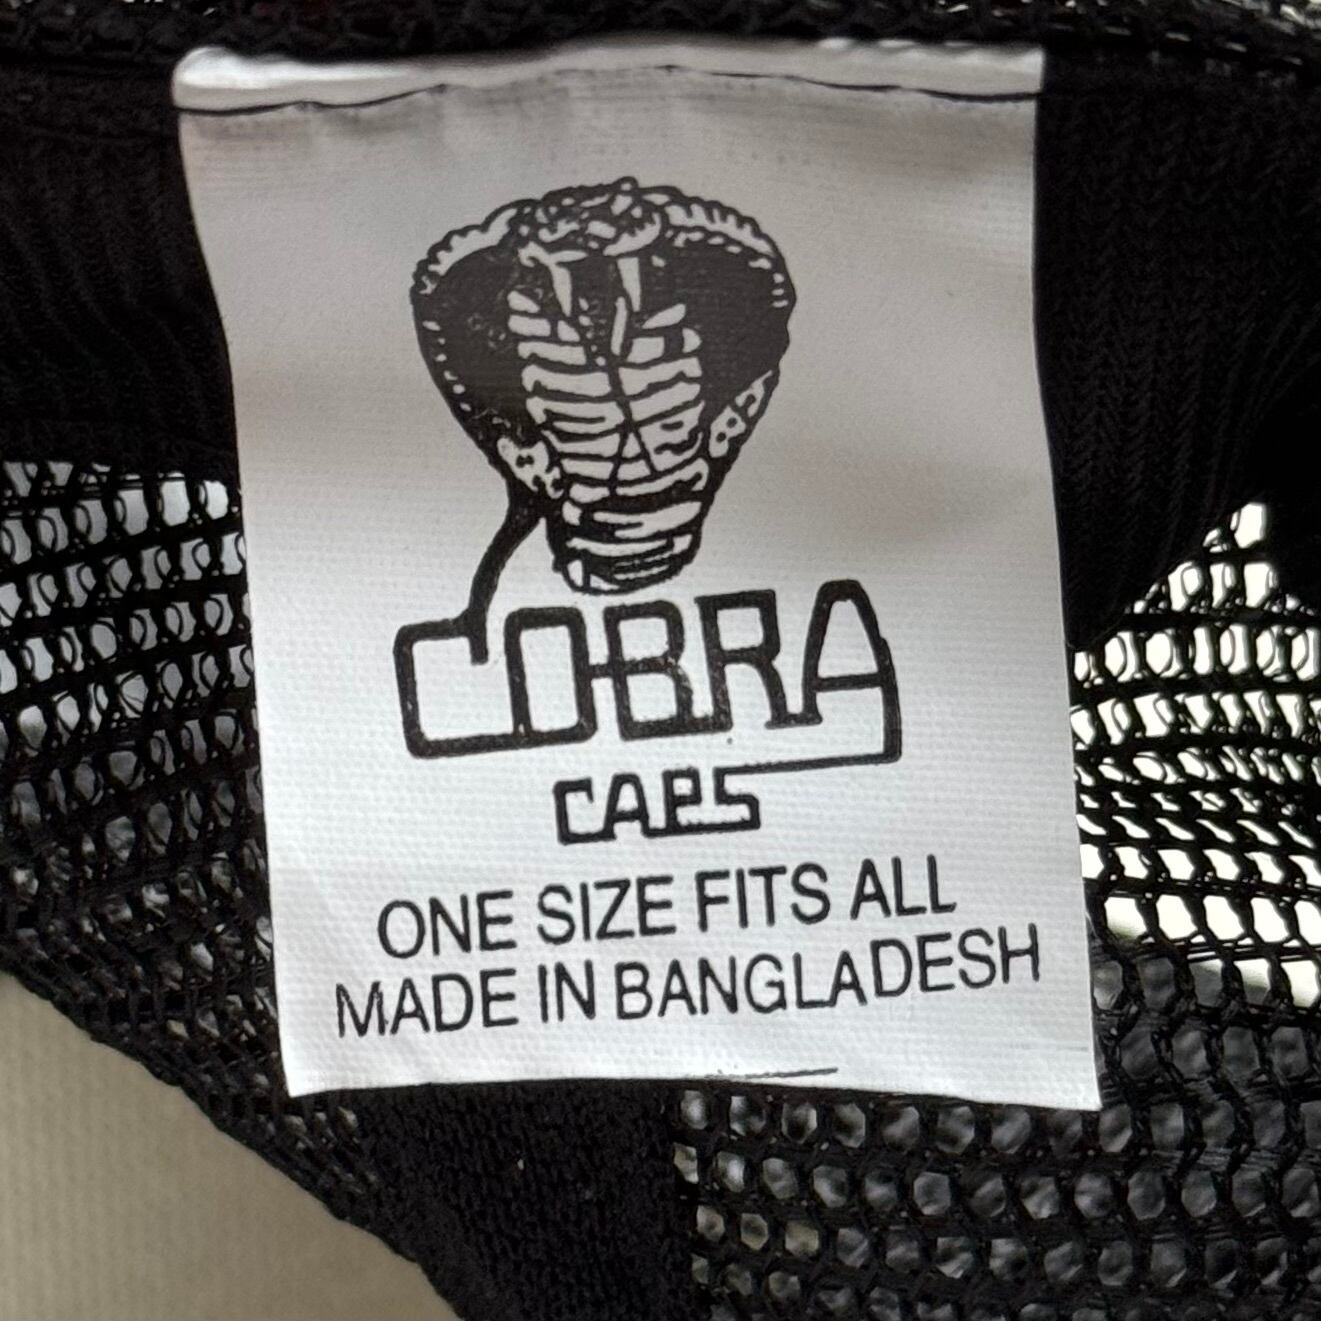 COBRA
CAPS
ONE SIZE FITS ALL
MADE IN BANGLADESH